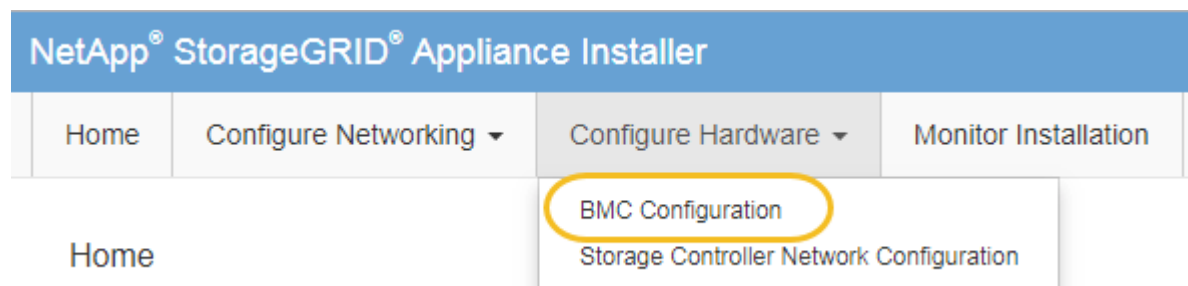 NetApp® StorageGRID® Appliance Installer
Home Configure Networking Configure Hardware Monitor Installation
BMC Configuration
Home
Storage Controller Network Configuration